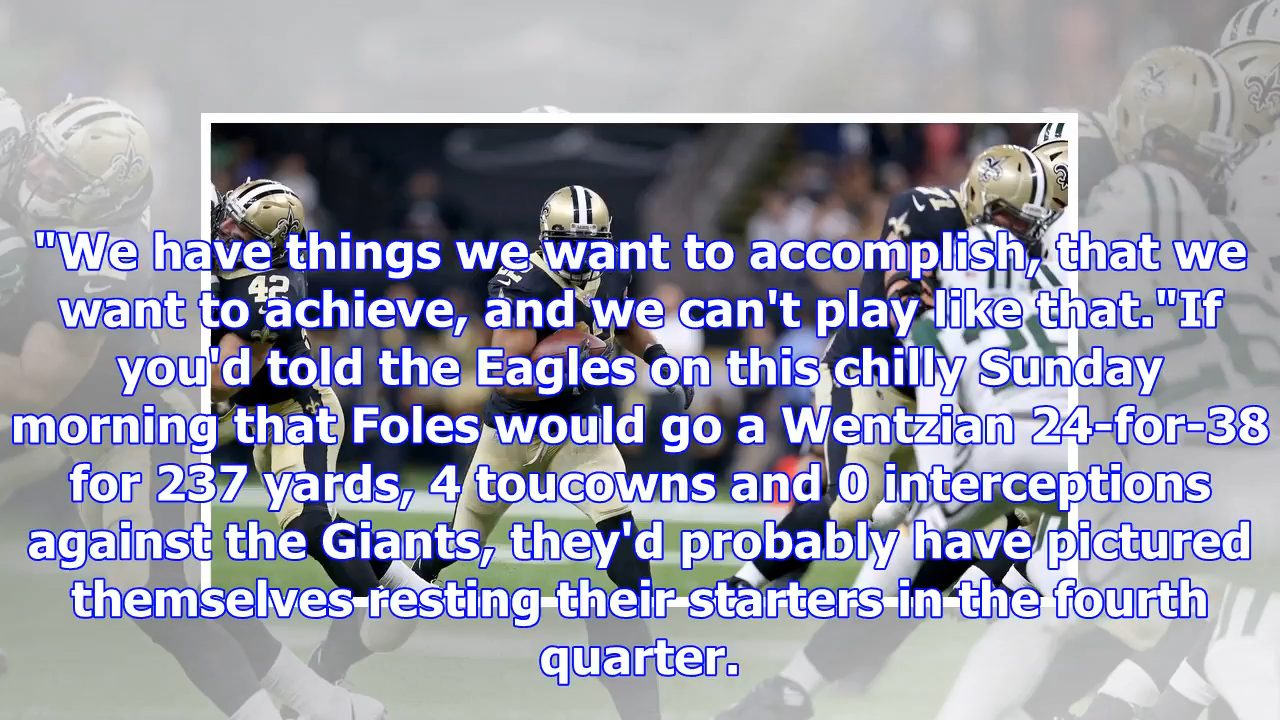 "We have things we want to accomplish, that we
want to achieve, and we can't play like that."If
you'd told the Eagles on this chilly Sunday
morning that Foles would go a Wentzian 24-for-38
for 237 yards, 4 toucowns and 0 interceptions
against the Giants, they'd probably have pictured
themselves resting their starters in the fourth
quarter.
42
71